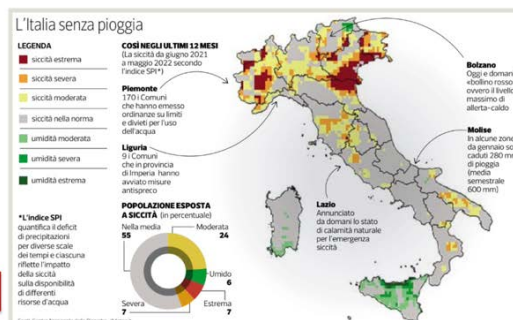 L'Italia senza pioggia
LEGENDA
siccità estrema
siccità severa
siccità moderata
siccità nella norma
umidità moderata
umidità severa
umidità estrema
*L'indice SPI
quantifica il deficit
di precipitazioni
per diverse scale
dei tempi e ciascuna
riflette l'impatto
della siccità
sulla disponibilità
di differenti
risorse d'acqua
COSÌ NEGLI ULTIMI 12 MESI
(La siccità da giugno 2021
a maggio 2022 secondo
l'indice SPI*)
Piemonte
170 i Comuni
che hanno emesso
ordinanze su limiti
e divieti per l'uso
dell'acqua
Liguria
9 i Comuni
che in provincia
di Imperia hanno
avviato misure
antispreco
POPOLAZIONE ESPOSTA
A SICCITÀ (in percentuale)
Nella media
55
Moderata
24
Umido
6
Estrema
7
Severa
7
Lazio
Annunciato
da domani lo stato
di calamità naturale
per l'emergenza
siccità
Bolzano
Oggi e domani
«bollino rosso»
ovvero il livello
massimo di
allerta-caldo
Molise
In alcune zone
da gennaio so
caduti 280 m
di pioggia
(media
semestrale
600 mm)